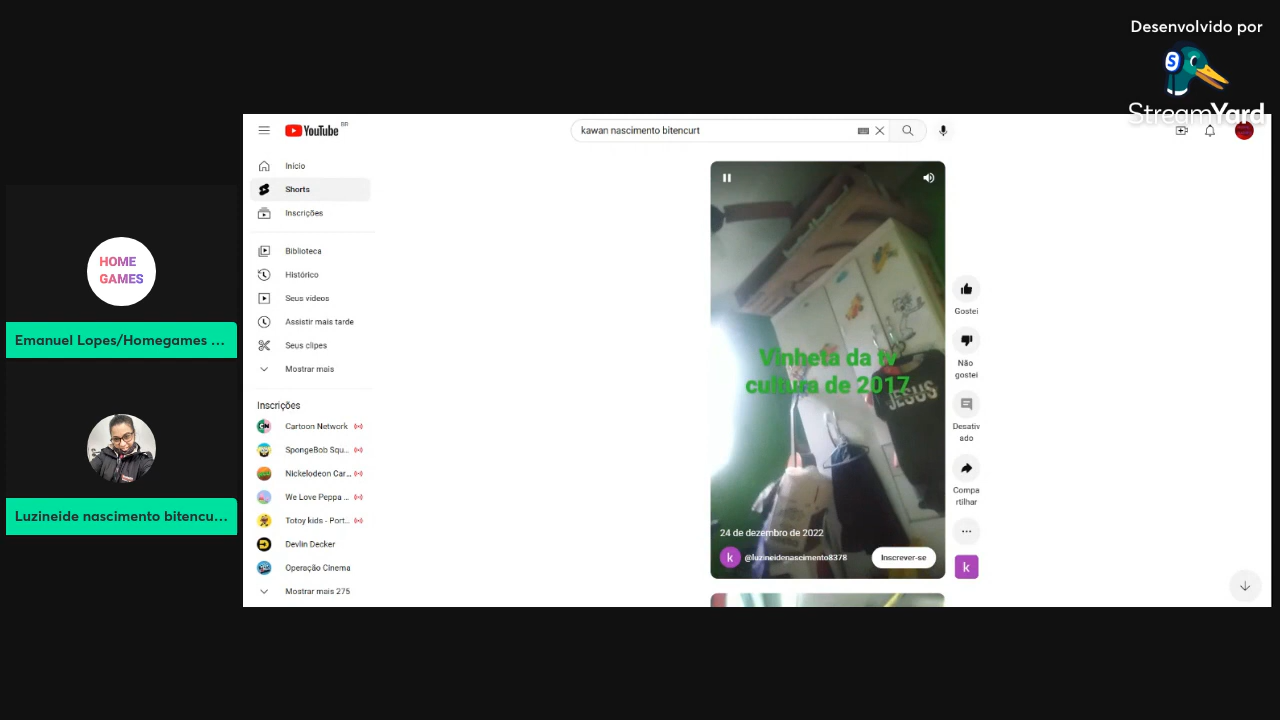 Desenvolvido por
StreamYard
YouTube BR
kawan nascimento bitencurt
Início
Shorts
Inscrições
Biblioteca
Histórico
Seus vídeos
Assistir mais tarde
Seus clipes
Mostrar mais
Inscrições
Cartoon Network
SpongeBob Squ...
Nickelodeon Car...
We Love Peppa ...
Totoy kids - Port...
Devlin Decker
Operação Cinema
Mostrar mais 275
HOME
GAMES
Emanuel Lopes/Homegames ...
Luzineide nascimento bitencu...
Vinheta da tv
cultura de 2017
JESUS
24 de dezembro de 2022
k
@luzineidenascimento8378
Inscrever-se
Gostei
Não
gostei
Desativ
ado
Compa
rtilhar
k